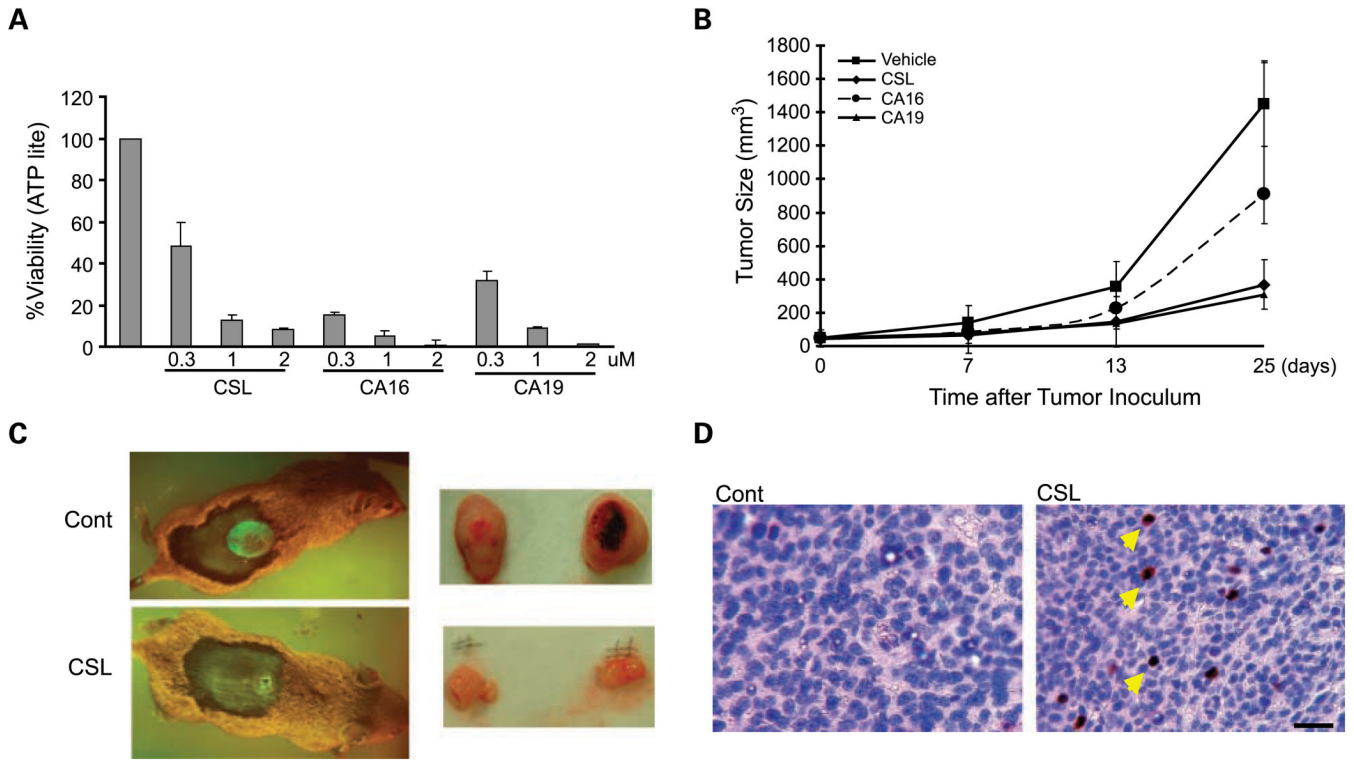 A
%Viability (ATP lite)
120
100
80
60
40
20
0
0.3 1 2 0.3 1 2 0.3 1 2 uM
CSL CA16 CA19
B
Tumor Size (mm³)
1800
1600
1400
1200
1000
800
600
400
200
0
Vehicle
CSL
CA16
CA19
0 7 13 25 (days)
Time after Tumor Inoculum
C
Cont
CSL
D
Cont CSL